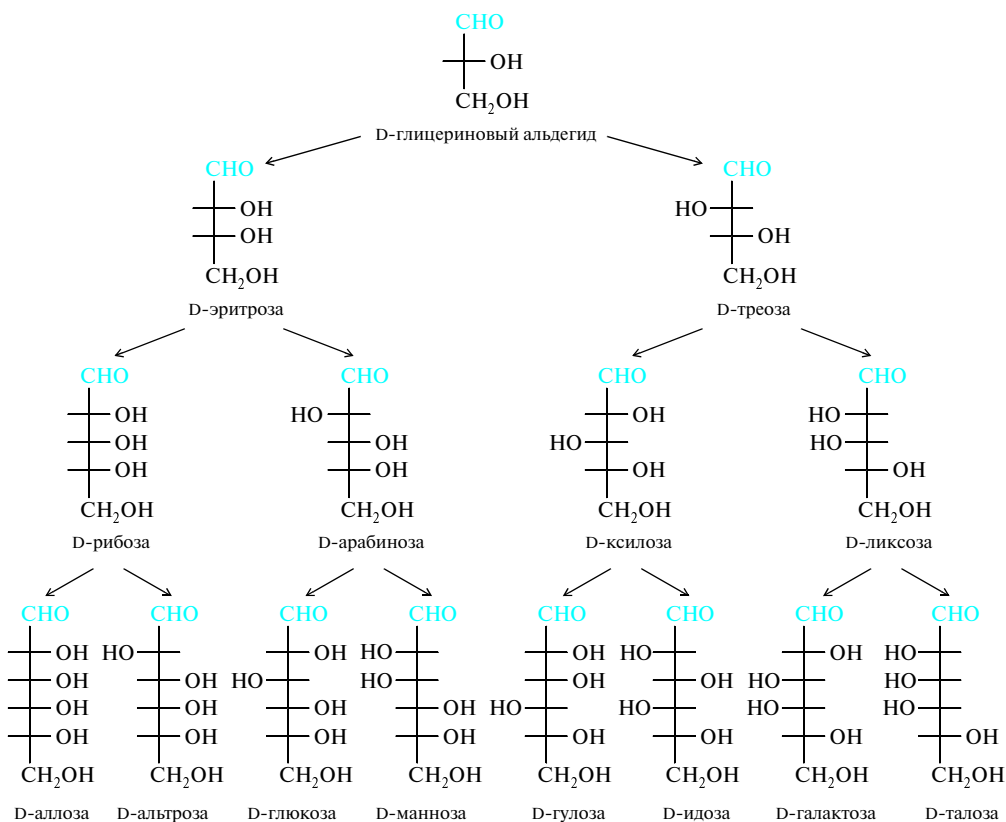 CHO
OH
CH₂OH
D-глицериновый альдегид
CHO CHO
OH HO
OH OH
CH₂OH CH₂OH
D-эритроза D-треоза
CHO CHO CHO CHO
OH HO OH HO
OH OH HO HO
OH OH OH OH
CH₂OH CH₂OH CH₂OH CH₂OH
D-рибоза D-арабиноза D-ксилоза D-ликсоза
CHO CHO CHO CHO CHO CHO CHO CHO
OH HO OH HO OH HO OH HO
OH OH HO HO OH OH HO HO
OH OH OH OH HO HO HO HO
OH OH OH OH OH OH OH OH
CH₂OH CH₂OH CH₂OH CH₂OH CH₂OH CH₂OH CH₂OH CH₂OH
D-аллоза D-альтроза D-глюкоза D-манноза D-гулоза D-идоза D-галактоза D-талоза